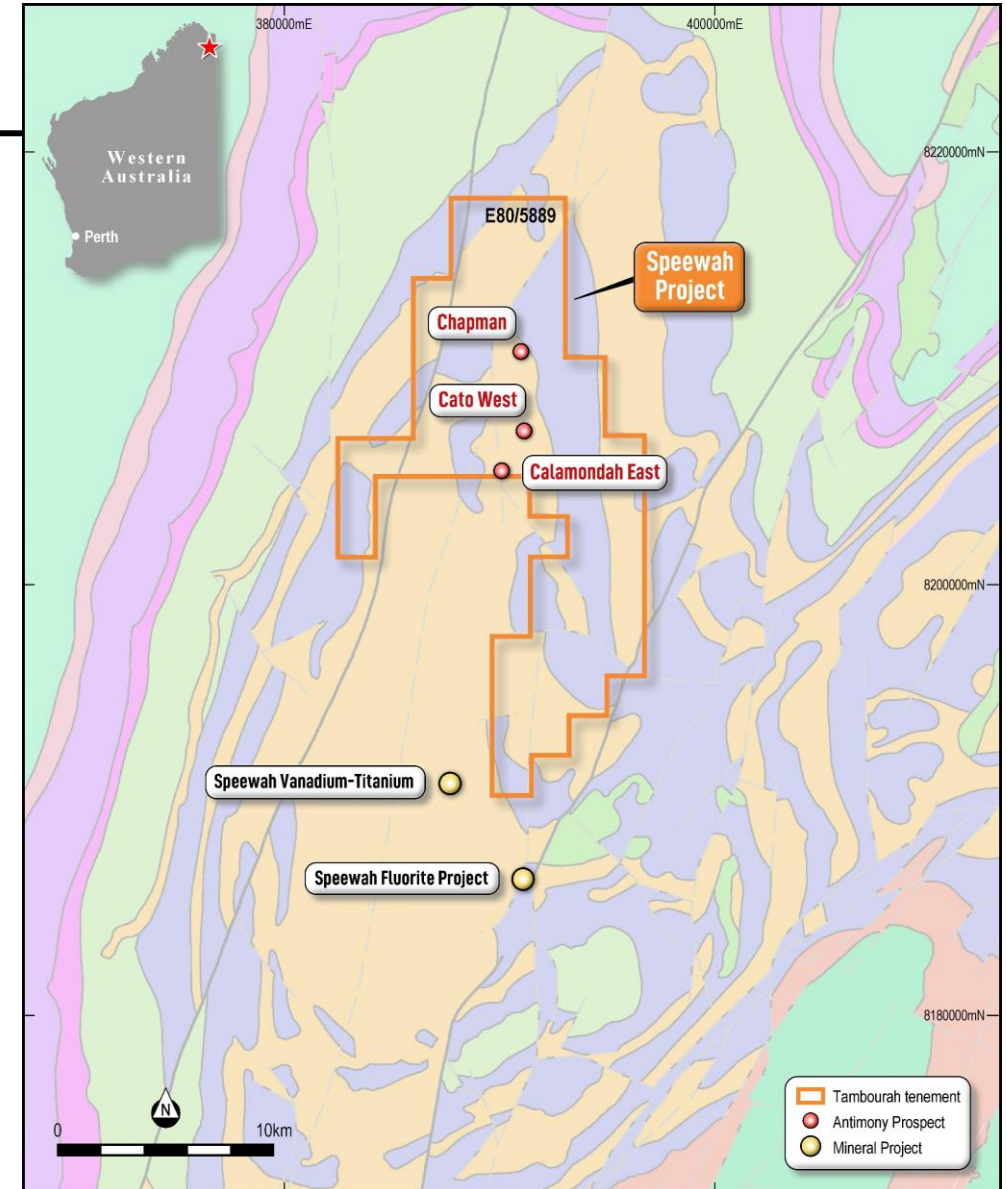 380000mE
400000mE
Western
Australia
Perth
8220000mN
E80/5889
Speewah
Project
Chapman
Cato West
Calamondah East
8200000mN
Speewah Vanadium-Titanium
Speewah Fluorite Project
8180000mN
N
0
10km
Tambourah tenement
Antimony Prospect
Mineral Project